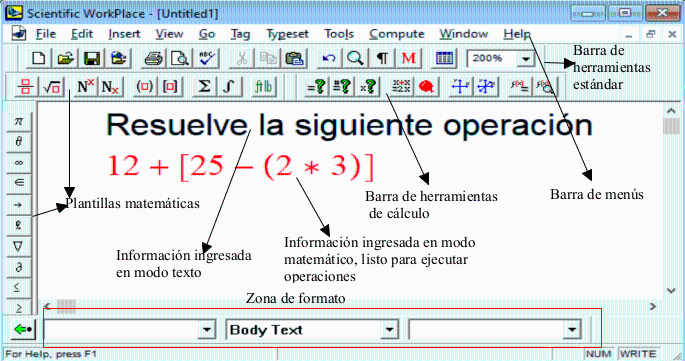 Scientific WorkPlace - [Untitled1]
File Edit Insert View Go Tag Typeset Tools Compute Window Help
200%
Barra de
herramientas
estándar
Resuelve la siguiente operación
12 + [25 − (2 * 3)]
Plantillas matemáticas
Barra de herramientas
de cálculo
Barra de menús
Información ingresada
en modo texto
Información ingresada en modo
matemático, listo para ejecutar
operaciones
Zona de formato
Body Text
For Help, press F1
NUM WRITE